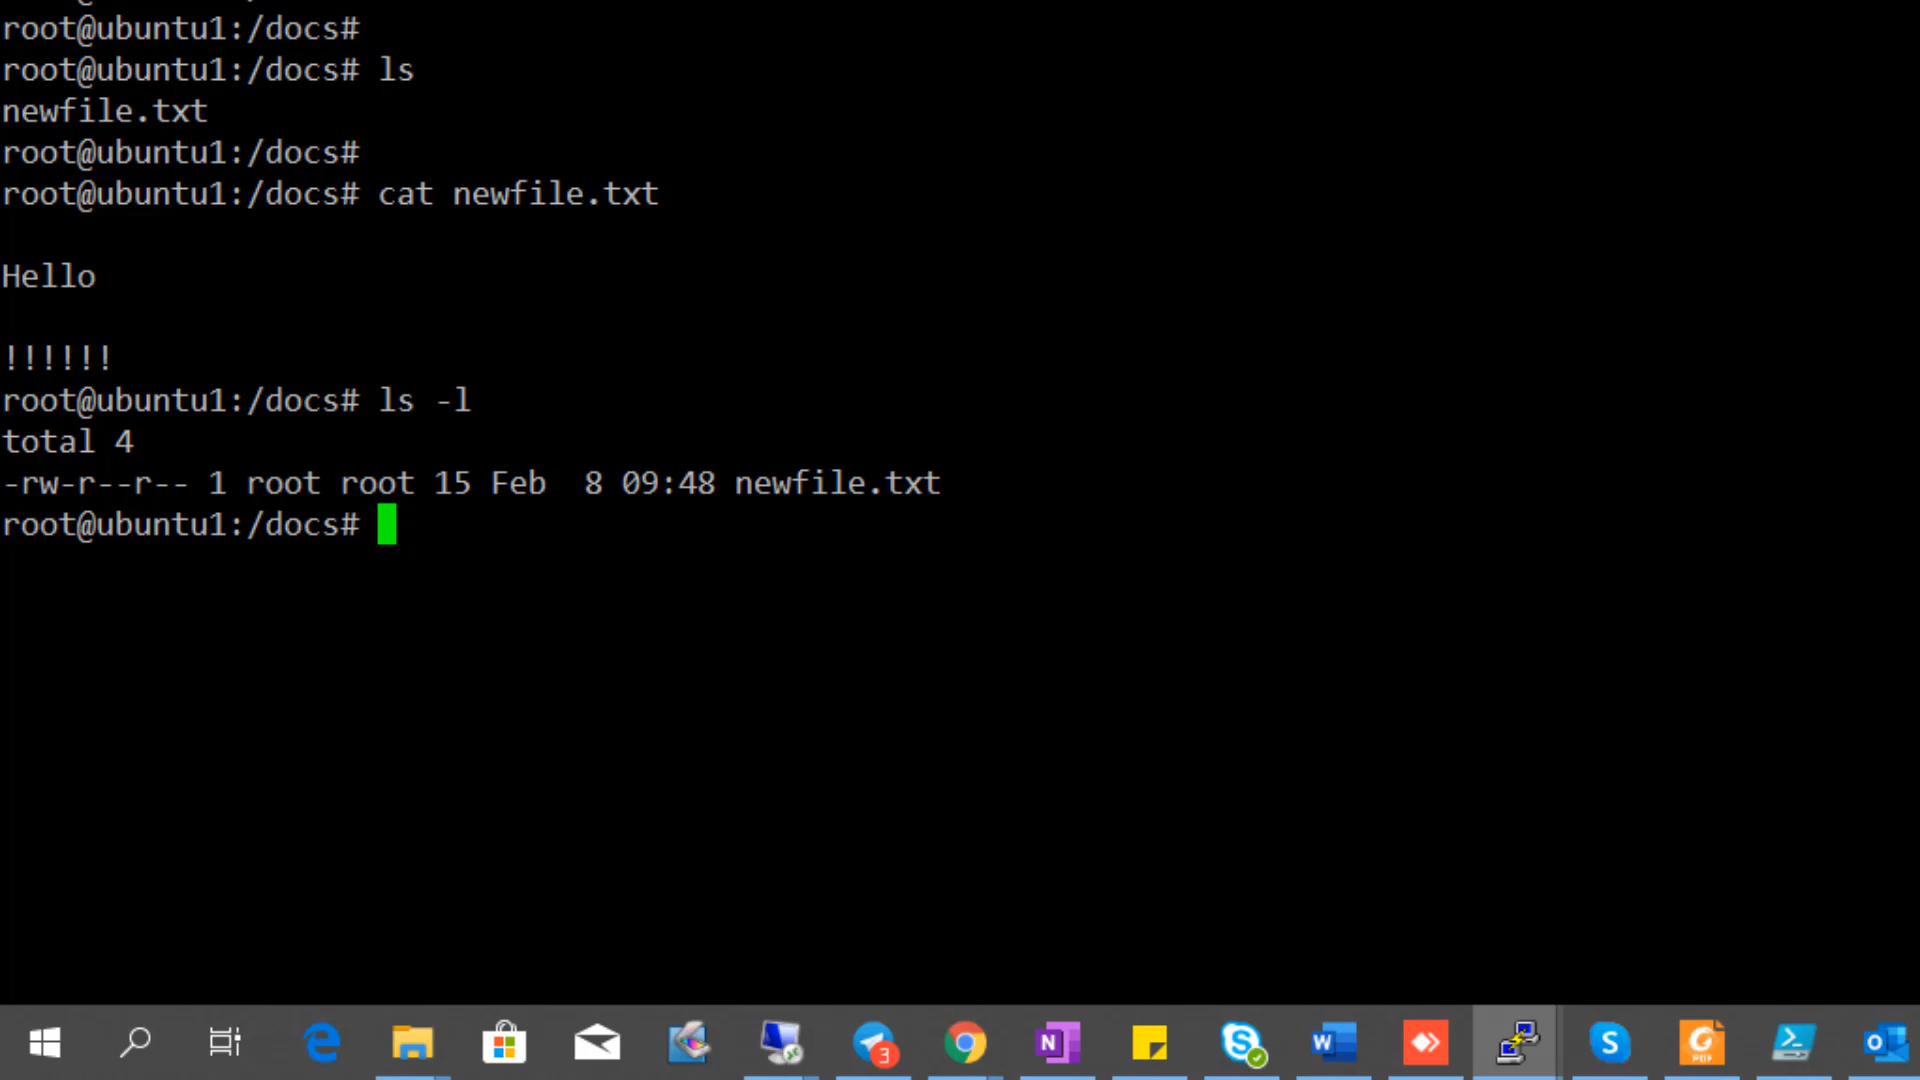 root@ubuntu1:/docs#
root@ubuntu1:/docs# ls
newfile.txt
root@ubuntu1:/docs#
root@ubuntu1:/docs# cat newfile.txt
Hello
!!!!!!
root@ubuntu1:/docs# ls -l
total 4
-rw-r--r-- 1 root root 15 Feb  8 09:48 newfile.txt
root@ubuntu1:/docs#
3
N
W
S
PDF